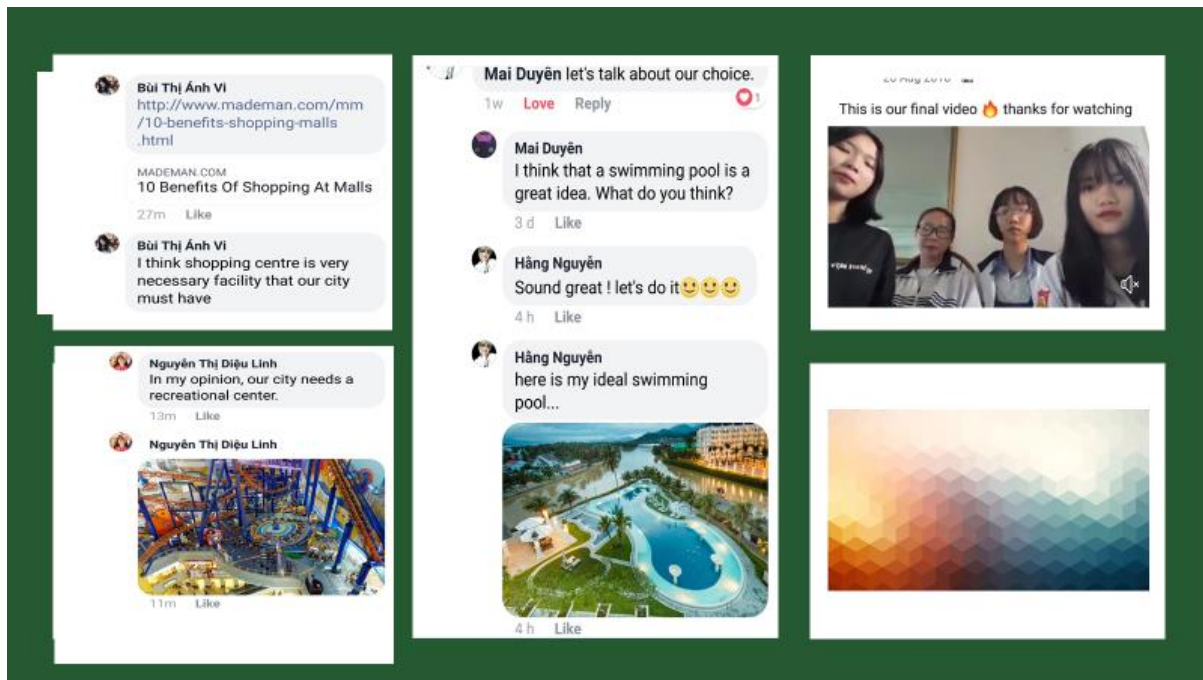 Bùi Thị Ánh Vi
http://www.mademan.com/mm
/10-benefits-shopping-malls
.html
MADEMAN.COM
10 Benefits Of Shopping At Malls
27m Like
Bùi Thị Ánh Vi
I think shopping centre is very
necessary facility that our city
must have
Nguyễn Thị Diệu Linh
In my opinion, our city needs a
recreational center.
13m Like
Nguyễn Thị Diệu Linh
11m Like
Mai Duyên let's talk about our choice.
1w Love Reply
1
Mai Duyên
I think that a swimming pool is a
great idea. What do you think?
3 d Like
Hằng Nguyễn
Sound great ! let's do it
4 h Like
Hằng Nguyễn
here is my ideal swimming
pool...
4 h Like
This is our final video 🔥 thanks for watching